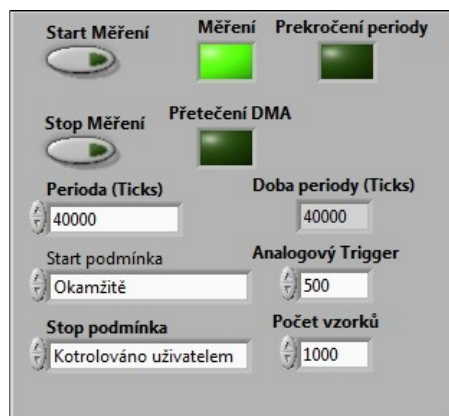 Start Měření
Měření
Prekročení periody
Stop Měření
Přetečení DMA
Perioda (Ticks)
Doba periody (Ticks)
40000
40000
Start podmínka
Analogový Trigger
Okamžitě
500
Stop podmínka
Počet vzorků
Kotrolováno uživatelem
1000